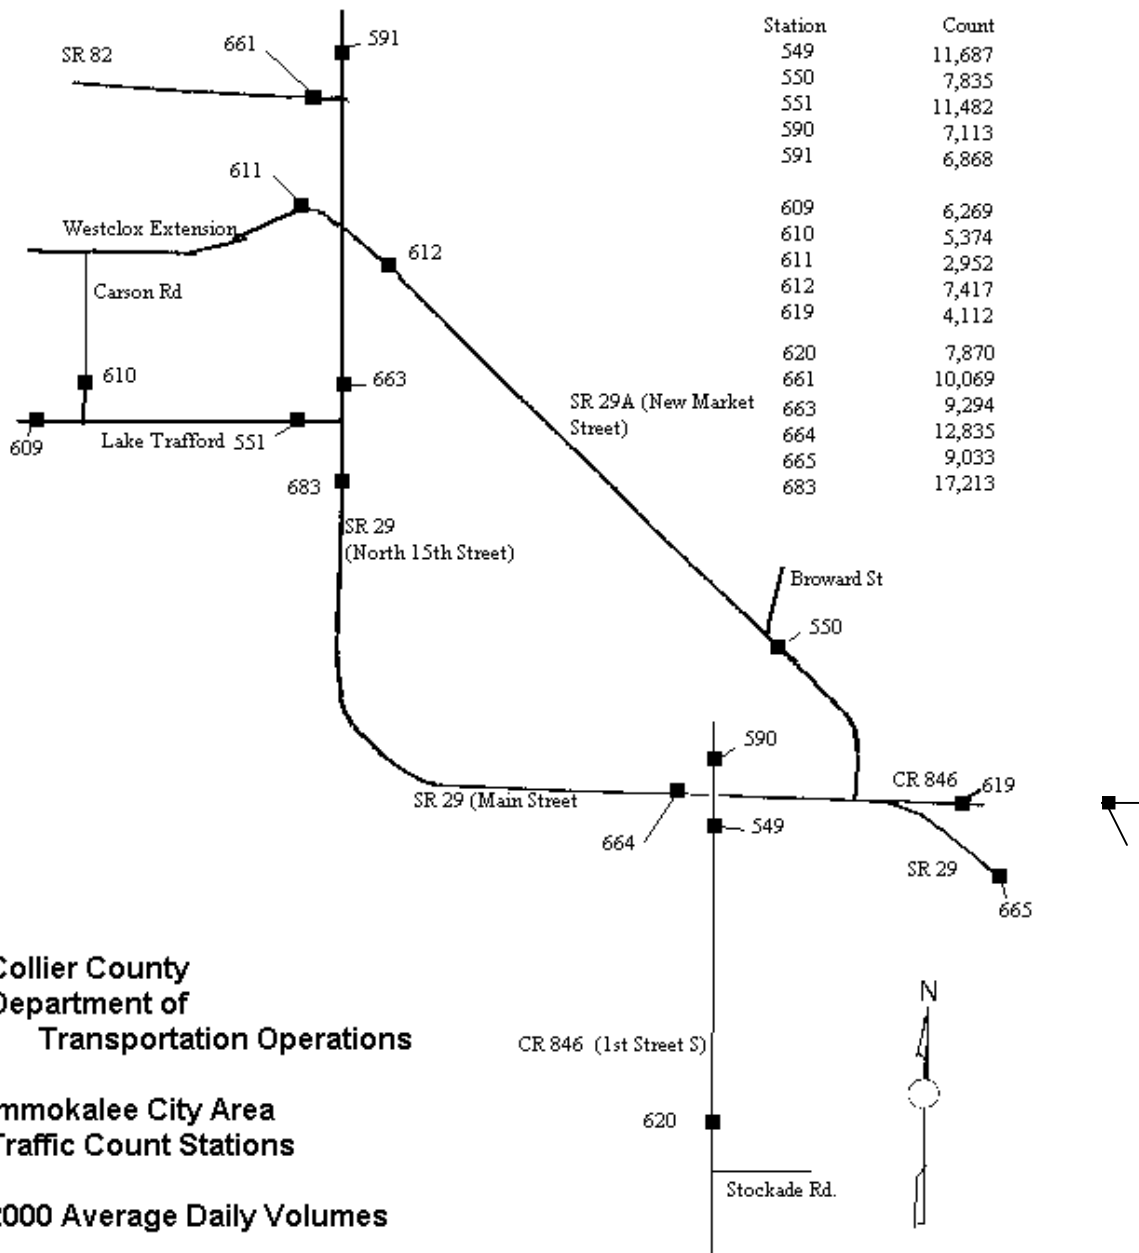 Station Count
549 11,687
550 7,835
551 11,482
590 7,113
591 6,868
609 6,269
610 5,374
611 2,952
612 7,417
619 4,112
620 7,870
661 10,069
663 9,294
664 12,835
665 9,033
683 17,213
591
661
SR 82
611
Westclox Extension
612
Carson Rd
610
663
SR 29A (New Market
Street)
609
Lake Trafford 551
683
SR 29
(North 15th Street)
Broward St
550
590
CR 846
619
SR 29 (Main Street
664
549
SR 29
665
Collier County
Department of
Transportation Operations
N
CR 846 (1st Street S)
mmokalee City Area
Traffic Count Stations
620
Stockade Rd.
2000 Average Daily Volumes